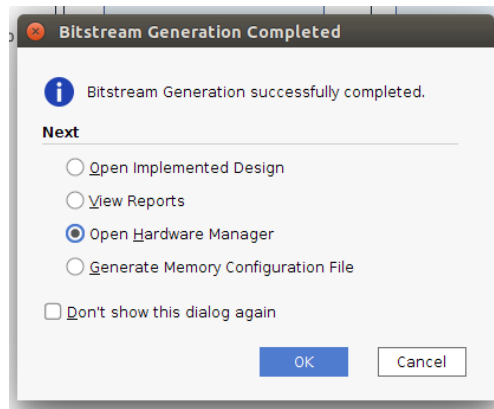 Bitstream Generation Completed
Bitstream Generation successfully completed.
Next
Open Implemented Design
View Reports
Open Hardware Manager
Generate Memory Configuration File
Don't show this dialog again
OK
Cancel